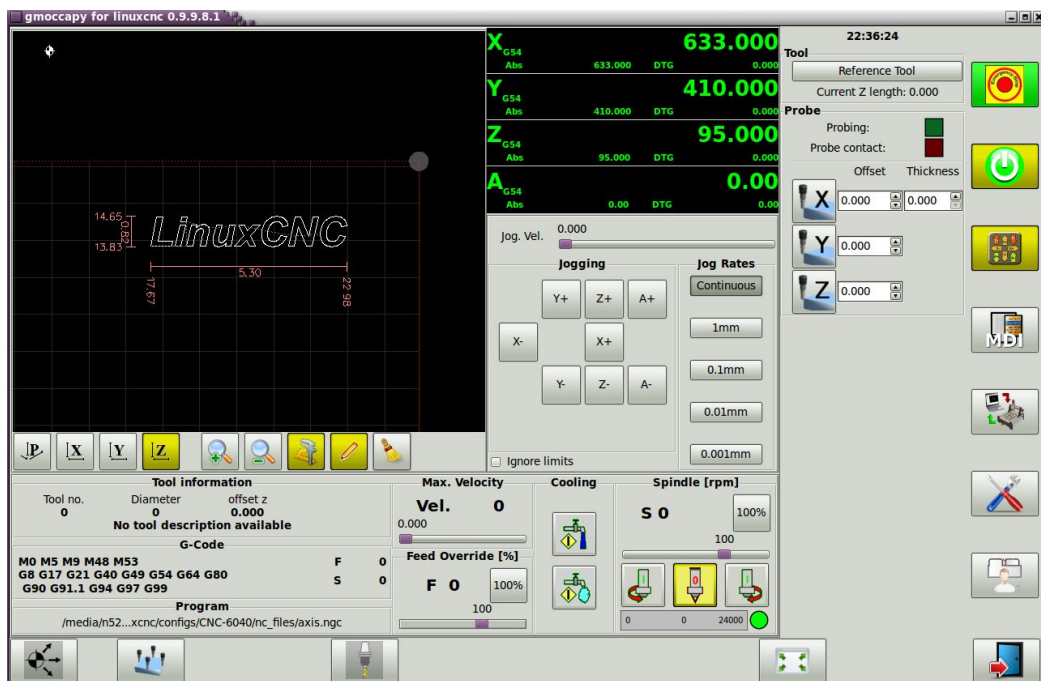 gmoccapy for linuxcnc 0.9.9.8.1
14.65
0.82
13.83
LinuxCNC
5.30
17.67
22.98
X G54 633.000
Abs 633.000 DTG 0.000
Y G54 410.000
Abs 410.000 DTG 0.000
Z G54 95.000
Abs 95.000 DTG 0.000
A G54 0.00
Abs 0.00 DTG 0.00
22:36:24
Tool
Reference Tool
Current Z length: 0.000
Probe
Probing:
Probe contact:
Offset Thickness
X 0.000 0.000
Y 0.000
Z 0.000
Jog. Vel. 0.000
Jogging
Y+ Z+ A+
X- X+
Y- Z- A-
Jog Rates
Continuous
1mm
0.1mm
0.01mm
0.001mm
Ignore limits
P X Y Z
MDI
Tool information
Tool no. Diameter offset z
0 0 0.000
No tool description available
G-Code
M0 M5 M9 M48 M53 F 0
G8 G17 G21 G40 G49 G54 G64 G80 S 0
G90 G91.1 G94 G97 G99
Program
/media/n52...xcnc/configs/CNC-6040/nc_files/axis.ngc
Max. Velocity
Vel. 0
0.000
Feed Override [%]
F 0 100%
100
Cooling
Spindle [rpm]
S 0 100%
100
I 0 I
0 0 24000